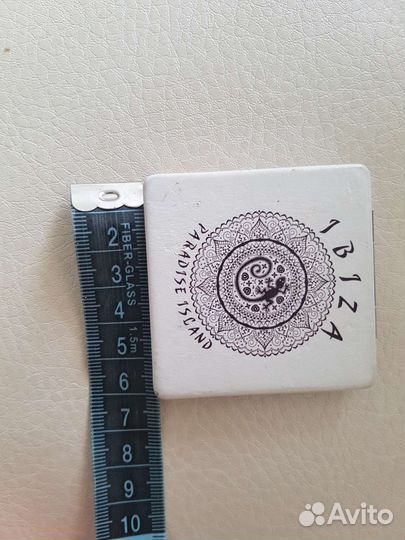 2
3
4
5
6
7
8
9
10
FIBER-GLASS
1.5m
IBIZA
PARADISE ISLAND
Avito